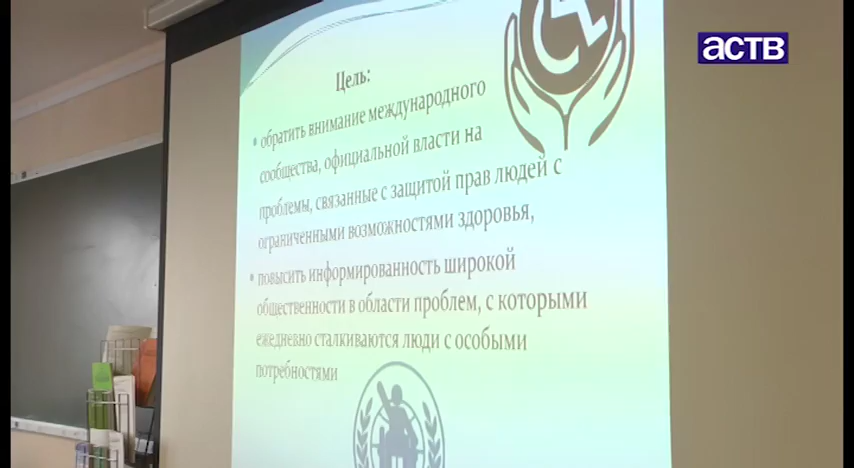 аств
Цель:
• обратить внимание международного
сообщества, официальной власти на
проблемы, связанные с защитой прав людей с
ограниченными возможностями здоровья,
• повысить информированность широкой
общественности в области проблем, с которыми
ежедневно сталкиваются люди с особыми
потребностями